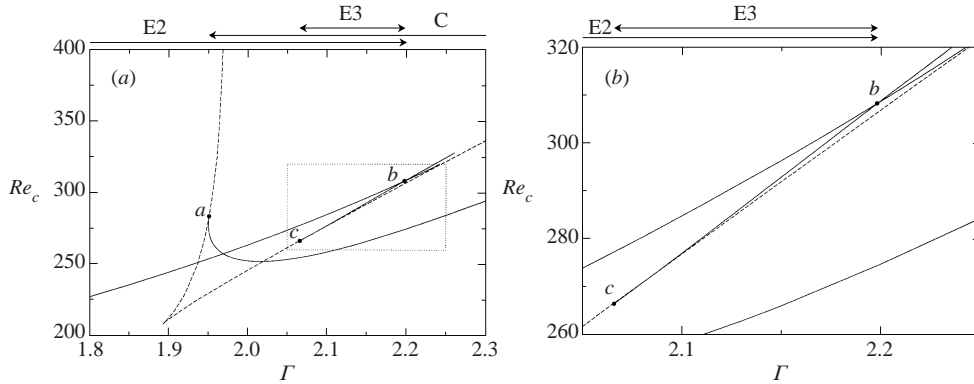 E2 E3 C
400
(a)
350
Re_c 300
a
b
c
250
200
1.8 1.9 2.0 2.1 2.2 2.3
Γ
E3
E2
320
(b)
b
300
Re_c
280
c
260
2.1 2.2
Γ